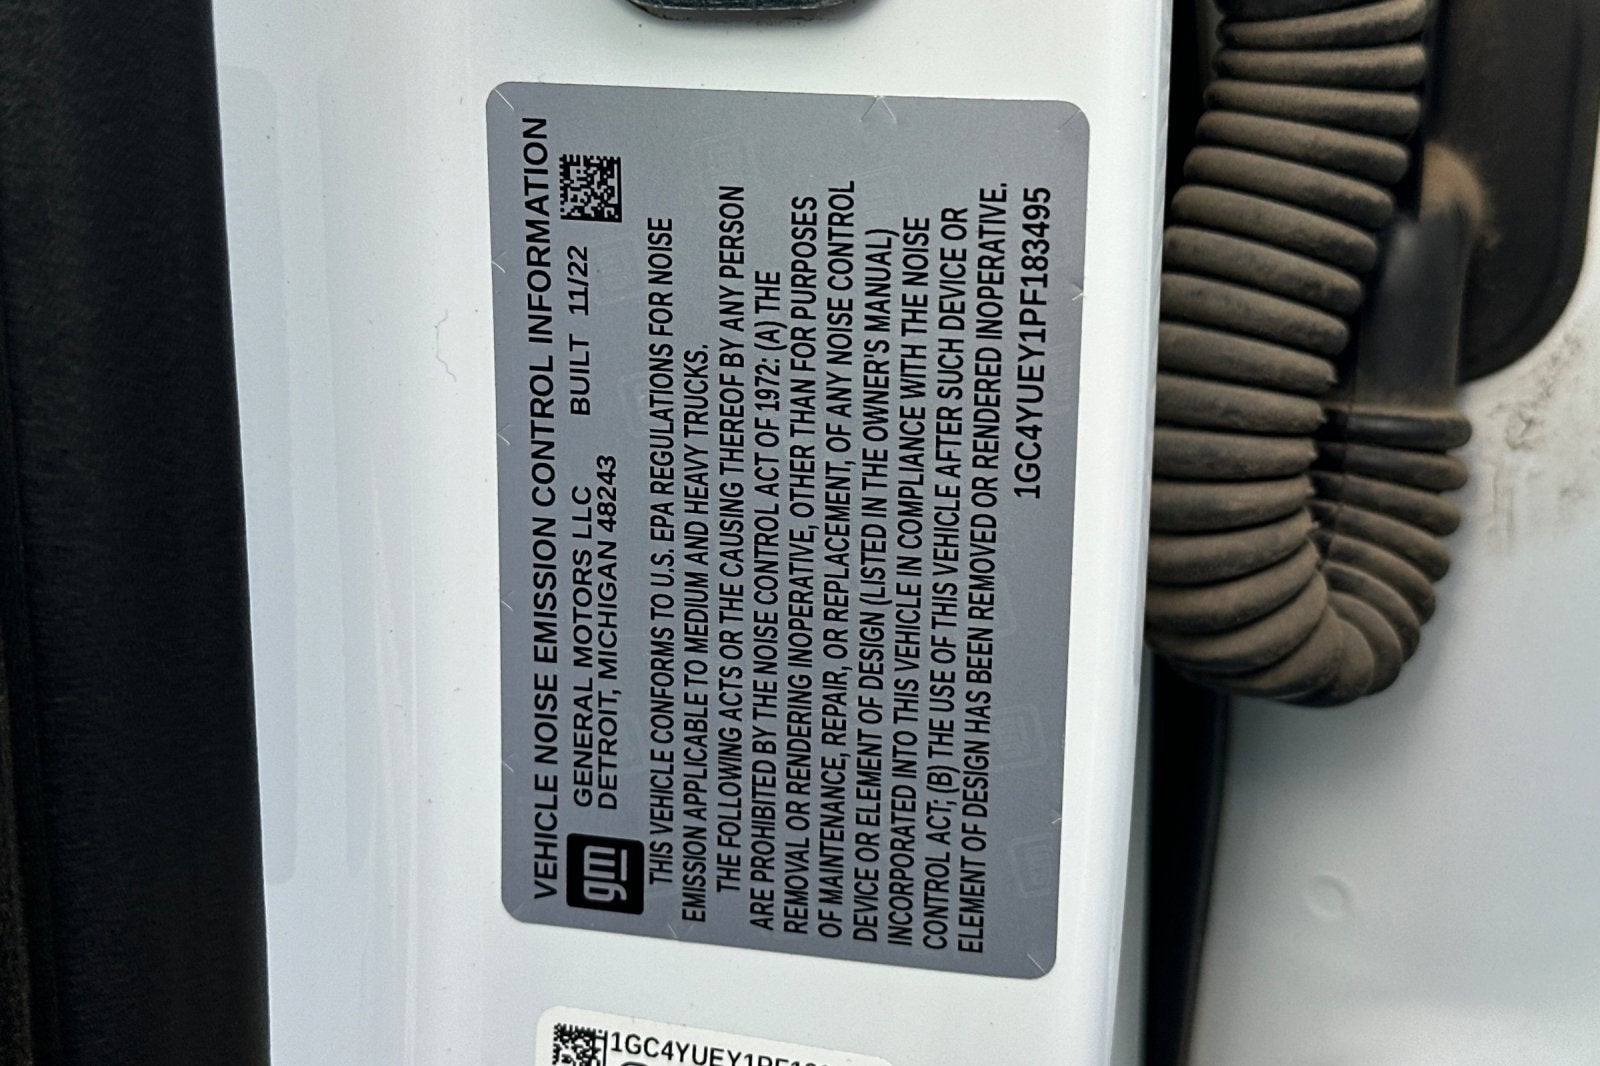 VEHICLE NOISE EMISSION CONTROL INFORMATION
gm
GENERAL MOTORS LLC BUILT 11/22
DETROIT, MICHIGAN 48243
THIS VEHICLE CONFORMS TO U.S. EPA REGULATIONS FOR NOISE
EMISSION APPLICABLE TO MEDIUM AND HEAVY TRUCKS.
THE FOLLOWING ACTS OR THE CAUSING THEREOF BY ANY PERSON
ARE PROHIBITED BY THE NOISE CONTROL ACT OF 1972: (A) THE
REMOVAL OR RENDERING INOPERATIVE, OTHER THAN FOR PURPOSES
OF MAINTENANCE, REPAIR, OR REPLACEMENT, OF ANY NOISE CONTROL
DEVICE OR ELEMENT OF DESIGN (LISTED IN THE OWNER'S MANUAL)
INCORPORATED INTO THIS VEHICLE IN COMPLIANCE WITH THE NOISE
CONTROL ACT; (B) THE USE OF THIS VEHICLE AFTER SUCH DEVICE OR
ELEMENT OF DESIGN HAS BEEN REMOVED OR RENDERED INOPERATIVE.
1GC4YUEY1PF183495